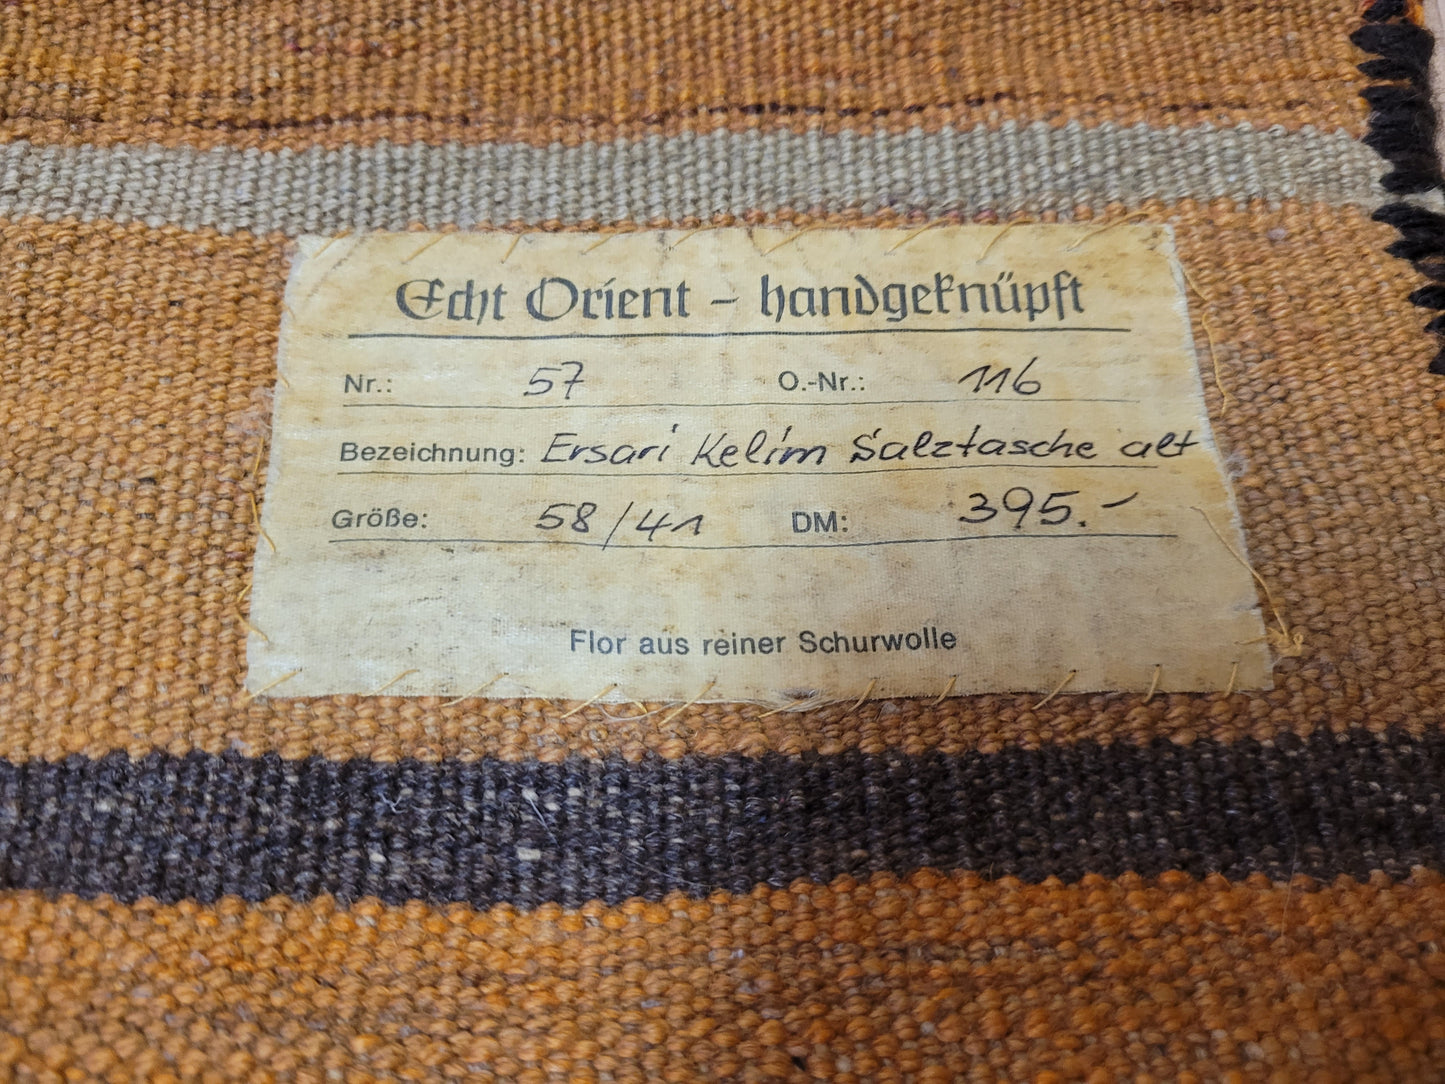 Echt Orient – handgeknüpft
Nr.: 57 O.-Nr.: 116
Bezeichnung: Ersari Kelim Salztasche alt
Größe: 58/41 DM: 395.-
Flor aus reiner Schurwolle